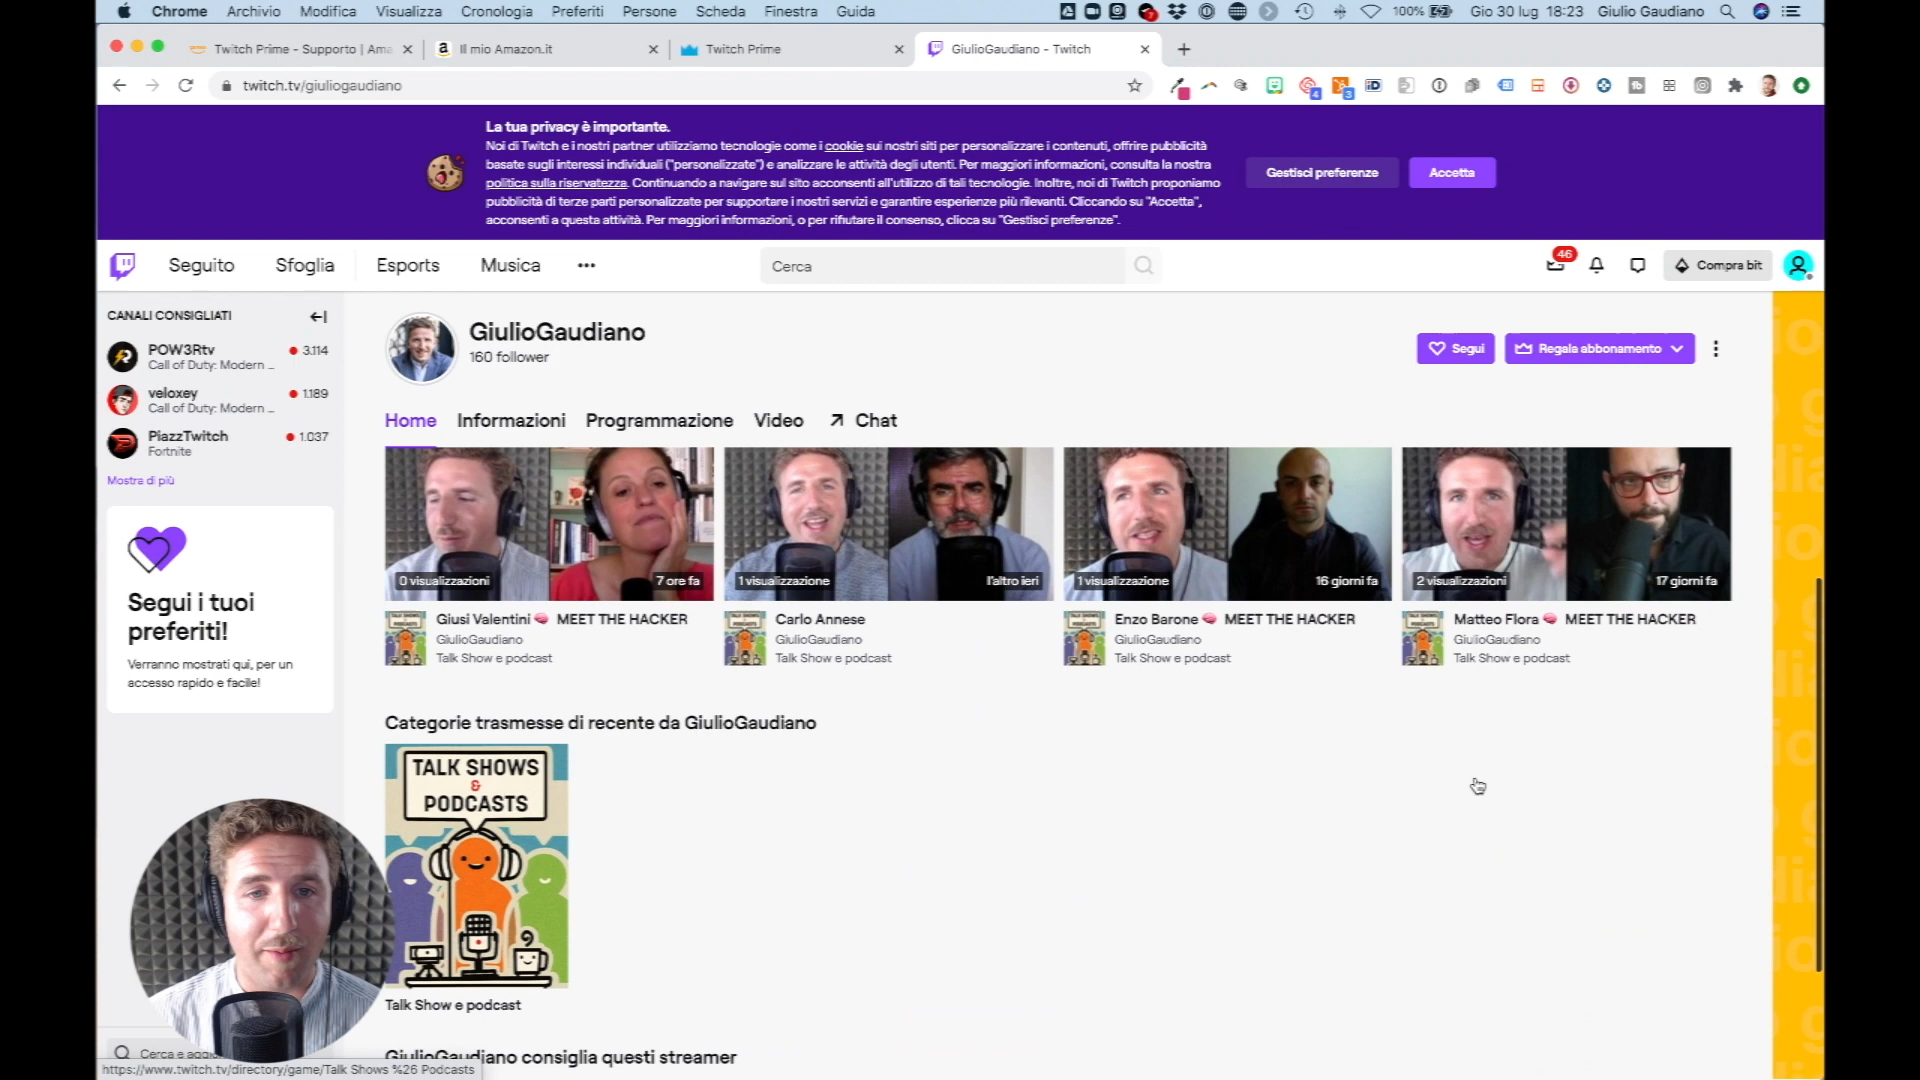 Chrome Archivio Modifica Visualizza Cronologia Preferiti Persone Scheda Finestra Guida 100% Gio 30 lug 18:23 Giulio Gaudiano
Twitch Prime - Supporto | Ama
Il mio Amazon.it
Twitch Prime
GiulioGaudiano - Twitch
twitch.tv/giuliogaudiano
La tua privacy è importante.
Noi di Twitch e i nostri partner utilizziamo tecnologie come i cookie sui nostri siti per personalizzare i contenuti, offrire pubblicità
basate sugli interessi individuali ("personalizzate") e analizzare le attività degli utenti. Per maggiori informazioni, consulta la nostra
politica sulla riservatezza. Continuando a navigare sul sito acconsenti all'utilizzo di tali tecnologie. Inoltre, noi di Twitch proponiamo
pubblicità di terze parti personalizzate per supportare i nostri servizi e garantire esperienze più rilevanti. Cliccando su "Accetta",
acconsenti a questa attività. Per maggiori informazioni, o per rifiutare il consenso, clicca su "Gestisci preferenze".
Gestisci preferenze
Accetta
Seguito Sfoglia Esports Musica
Cerca
46
Compra bit
CANALI CONSIGLIATI
POW3Rtv 3.114
Call of Duty: Modern ...
veloxey 1.189
Call of Duty: Modern ...
PiazzTwitch 1.037
Fortnite
Mostra di più
Segui i tuoi
preferiti!
Verranno mostrati qui, per un
accesso rapido e facile!
GiulioGaudiano
160 follower
Segui
Regala abbonamento
Home Informazioni Programmazione Video Chat
0 visualizzazioni 7 ore fa
1 visualizzazione l'altro ieri
1 visualizzazione 16 giorni fa
2 visualizzazioni 17 giorni fa
Giusi Valentini MEET THE HACKER
GiulioGaudiano
Talk Show e podcast
Carlo Annese
GiulioGaudiano
Talk Show e podcast
Enzo Barone MEET THE HACKER
GiulioGaudiano
Talk Show e podcast
Matteo Flora MEET THE HACKER
GiulioGaudiano
Talk Show e podcast
Categorie trasmesse di recente da GiulioGaudiano
TALK SHOWS
&
PODCASTS
Talk Show e podcast
GiulioGaudiano consiglia questi streamer
Cerca e aggiu
https://www.twitch.tv/directory/game/Talk Shows %26 Podcasts